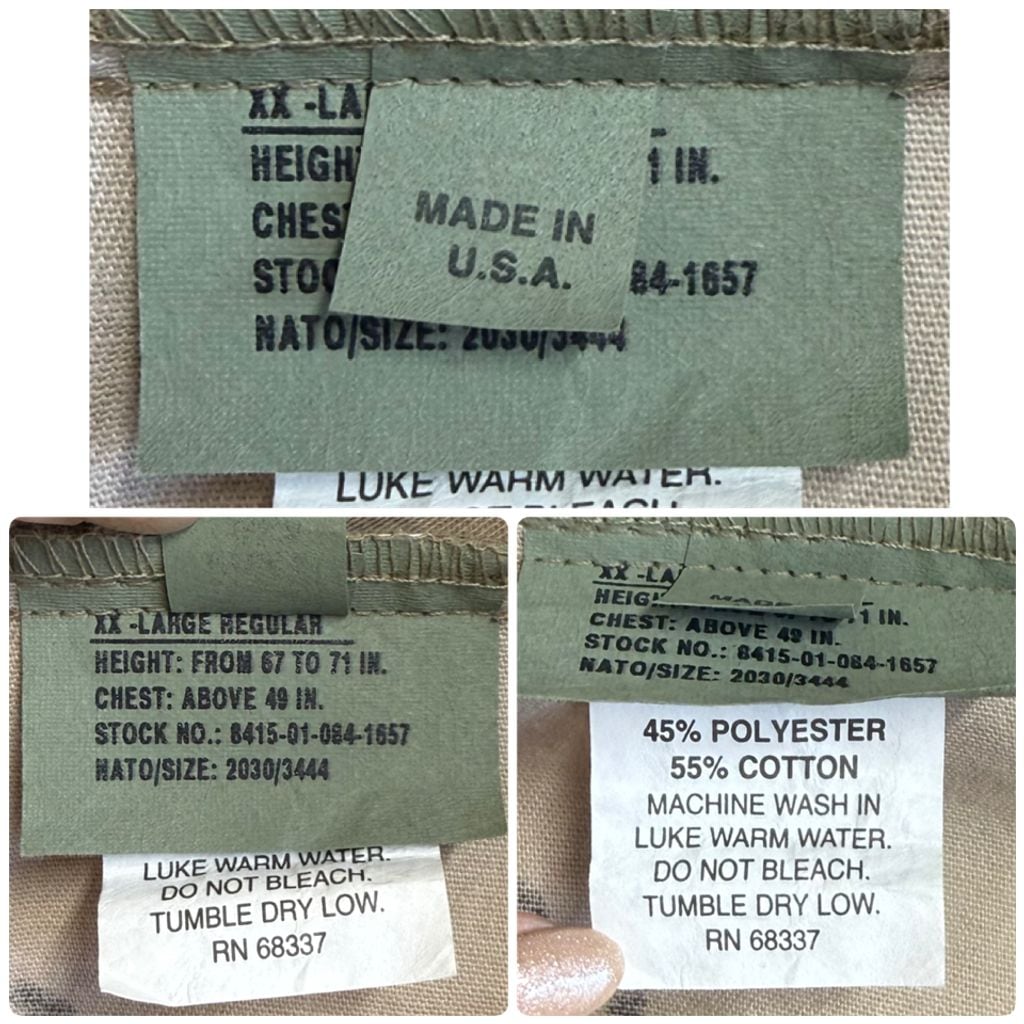 XX -LA
HEIGH 1 IN.
CHES
STOC 84-1657
NATO/SIZE: 2030/3444
MADE IN
U.S.A.
LUKE WARM WATER.
BLEACH
XX -LARGE REGULAR
HEIGHT: FROM 67 TO 71 IN.
CHEST: ABOVE 49 IN.
STOCK NO.: 8415-01-084-1657
NATO/SIZE: 2030/3444
LUKE WARM WATER.
DO NOT BLEACH.
TUMBLE DRY LOW.
RN 68337
XX -LA
HEIG 1 IN.
MADE
CHEST: ABOVE 49 IN.
STOCK NO.: 8415-01-084-1657
NATO/SIZE: 2030/3444
45% POLYESTER
55% COTTON
MACHINE WASH IN
LUKE WARM WATER.
DO NOT BLEACH.
TUMBLE DRY LOW.
RN 68337